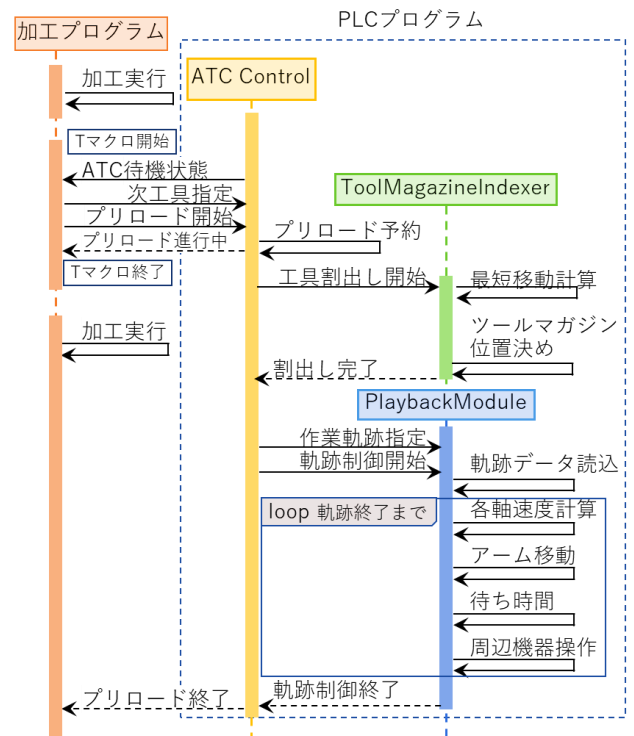 PLCプログラム
加工プログラム
ATC Control
加工実行
Tマクロ開始
ATC待機状態
次工具指定
ToolMagazineIndexer
プリロード開始
プリロード予約
プリロード進行中
Tマクロ終了
工具割出し開始
最短移動計算
加工実行
ツールマガジン
位置決め
割出し完了
PlaybackModule
作業軌跡指定
軌跡制御開始
軌跡データ読込
loop 軌跡終了まで
各軸速度計算
アーム移動
待ち時間
周辺機器操作
軌跡制御終了
プリロード終了